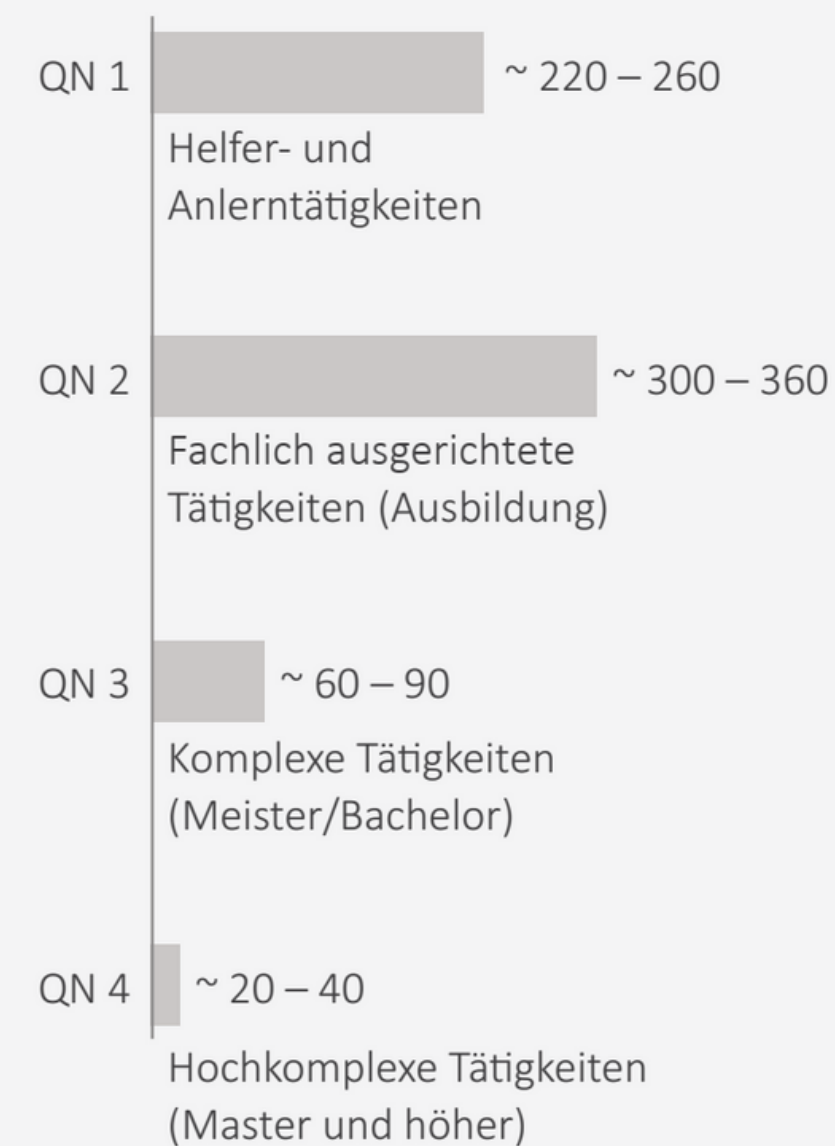 QN 1 ~ 220 – 260
Helfer- und
Anlerntätigkeiten
QN 2 ~ 300 – 360
Fachlich ausgerichtete
Tätigkeiten (Ausbildung)
QN 3 ~ 60 – 90
Komplexe Tätigkeiten
(Meister/Bachelor)
QN 4 ~ 20 – 40
Hochkomplexe Tätigkeiten
(Master und höher)